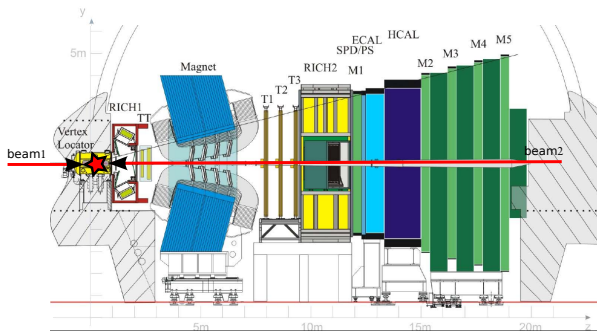 y
5m
Magnet
RICH1
TT
Vertex
Locator
beam1
T1
T2
T3
RICH2
SPD/PS
ECAL
HCAL
M1
M2
M3
M4
M5
beam2
5m
10m
15m
20m
z